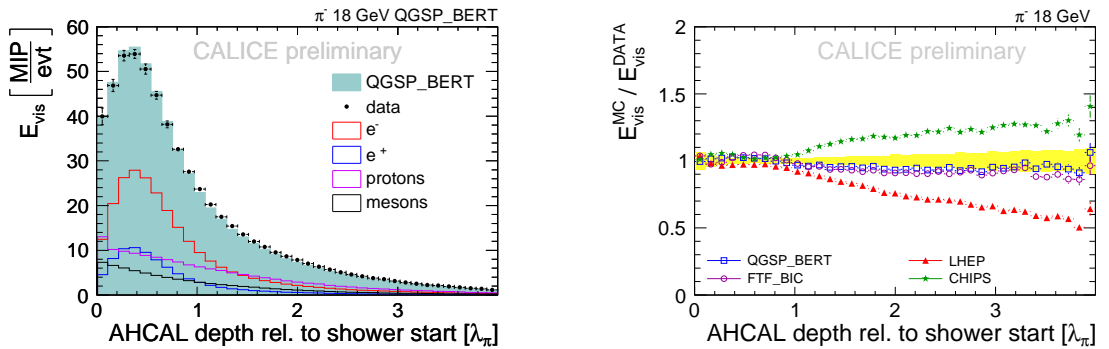 π⁻ 18 GeV QGSP_BERT
CALICE preliminary
E_vis [MIP/evt]
60
50
40
30
20
10
0
QGSP_BERT
data
e⁻
e⁺
protons
mesons
0 1 2 3
AHCAL depth rel. to shower start [λ_π]
π⁻ 18 GeV
CALICE preliminary
E_vis^MC / E_vis^DATA
2
1.5
1
0.5
0
QGSP_BERT
FTF_BIC
LHEP
CHIPS
0 1 2 3 4
AHCAL depth rel. to shower start [λ_π]